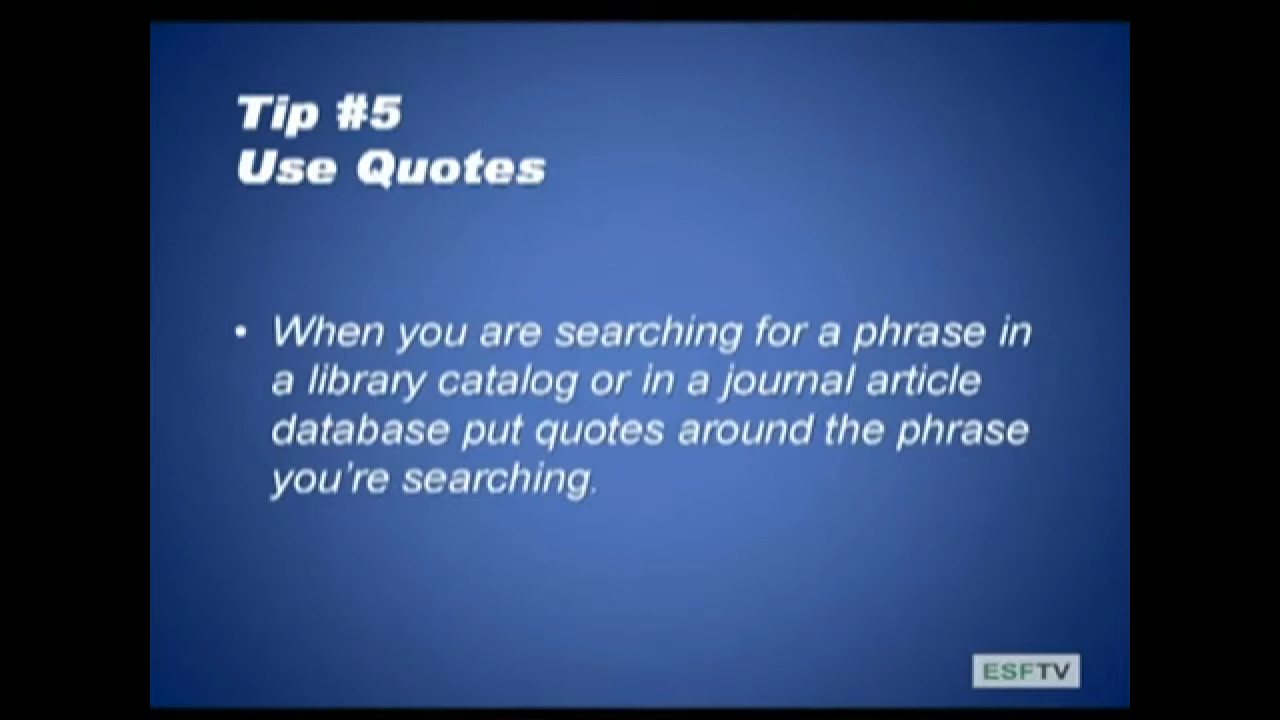 Tip #5
Use Quotes
• When you are searching for a phrase in
a library catalog or in a journal article
database put quotes around the phrase
you're searching.
ESFTV